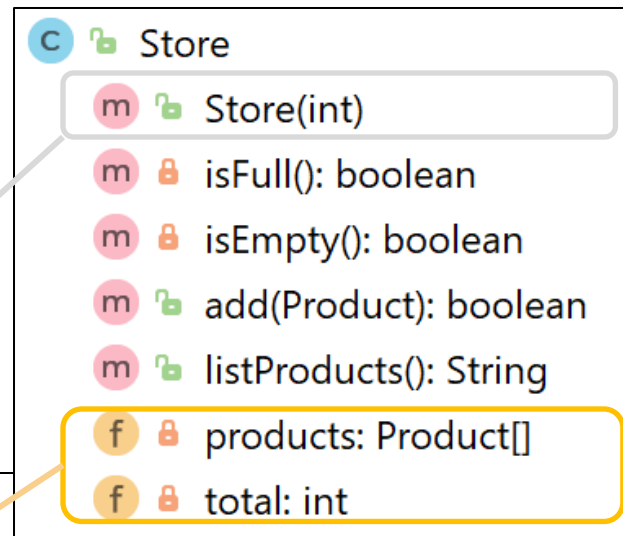 C Store
m Store(int)
m isFull(): boolean
m isEmpty(): boolean
m add(Product): boolean
m listProducts(): String
f products: Product[]
f total: int